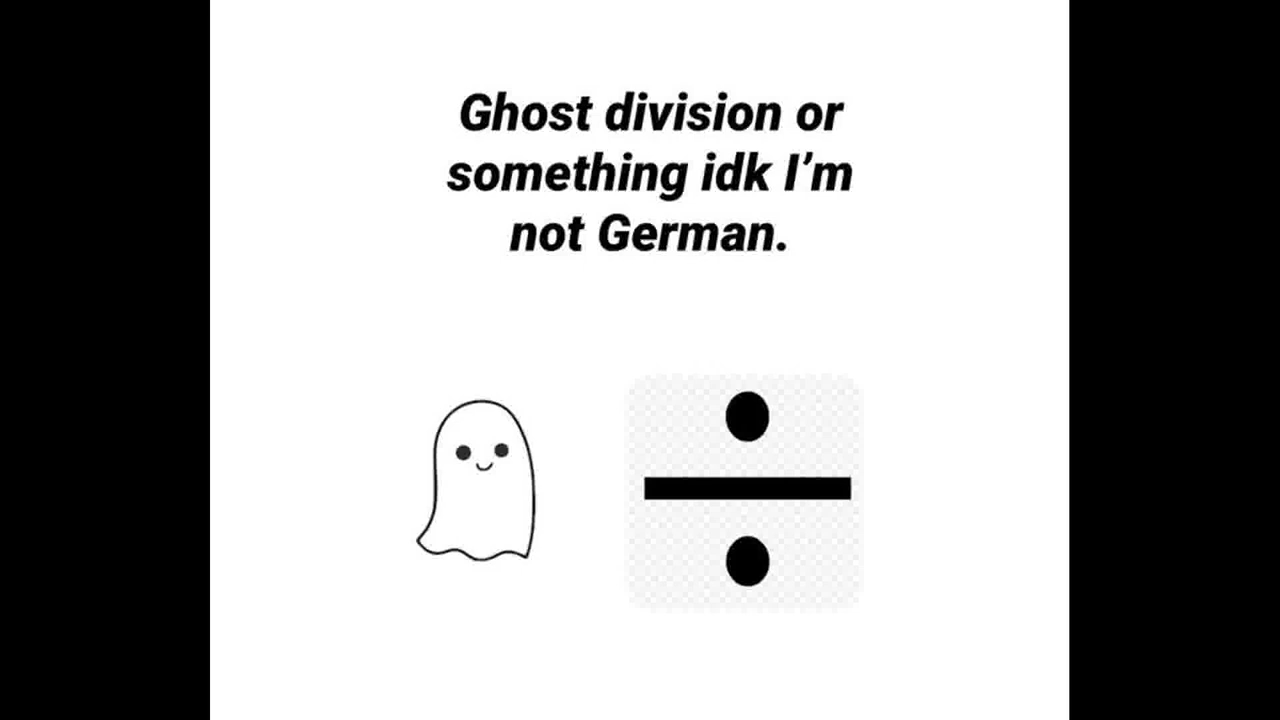 Ghost division or
something idk I’m
not German.